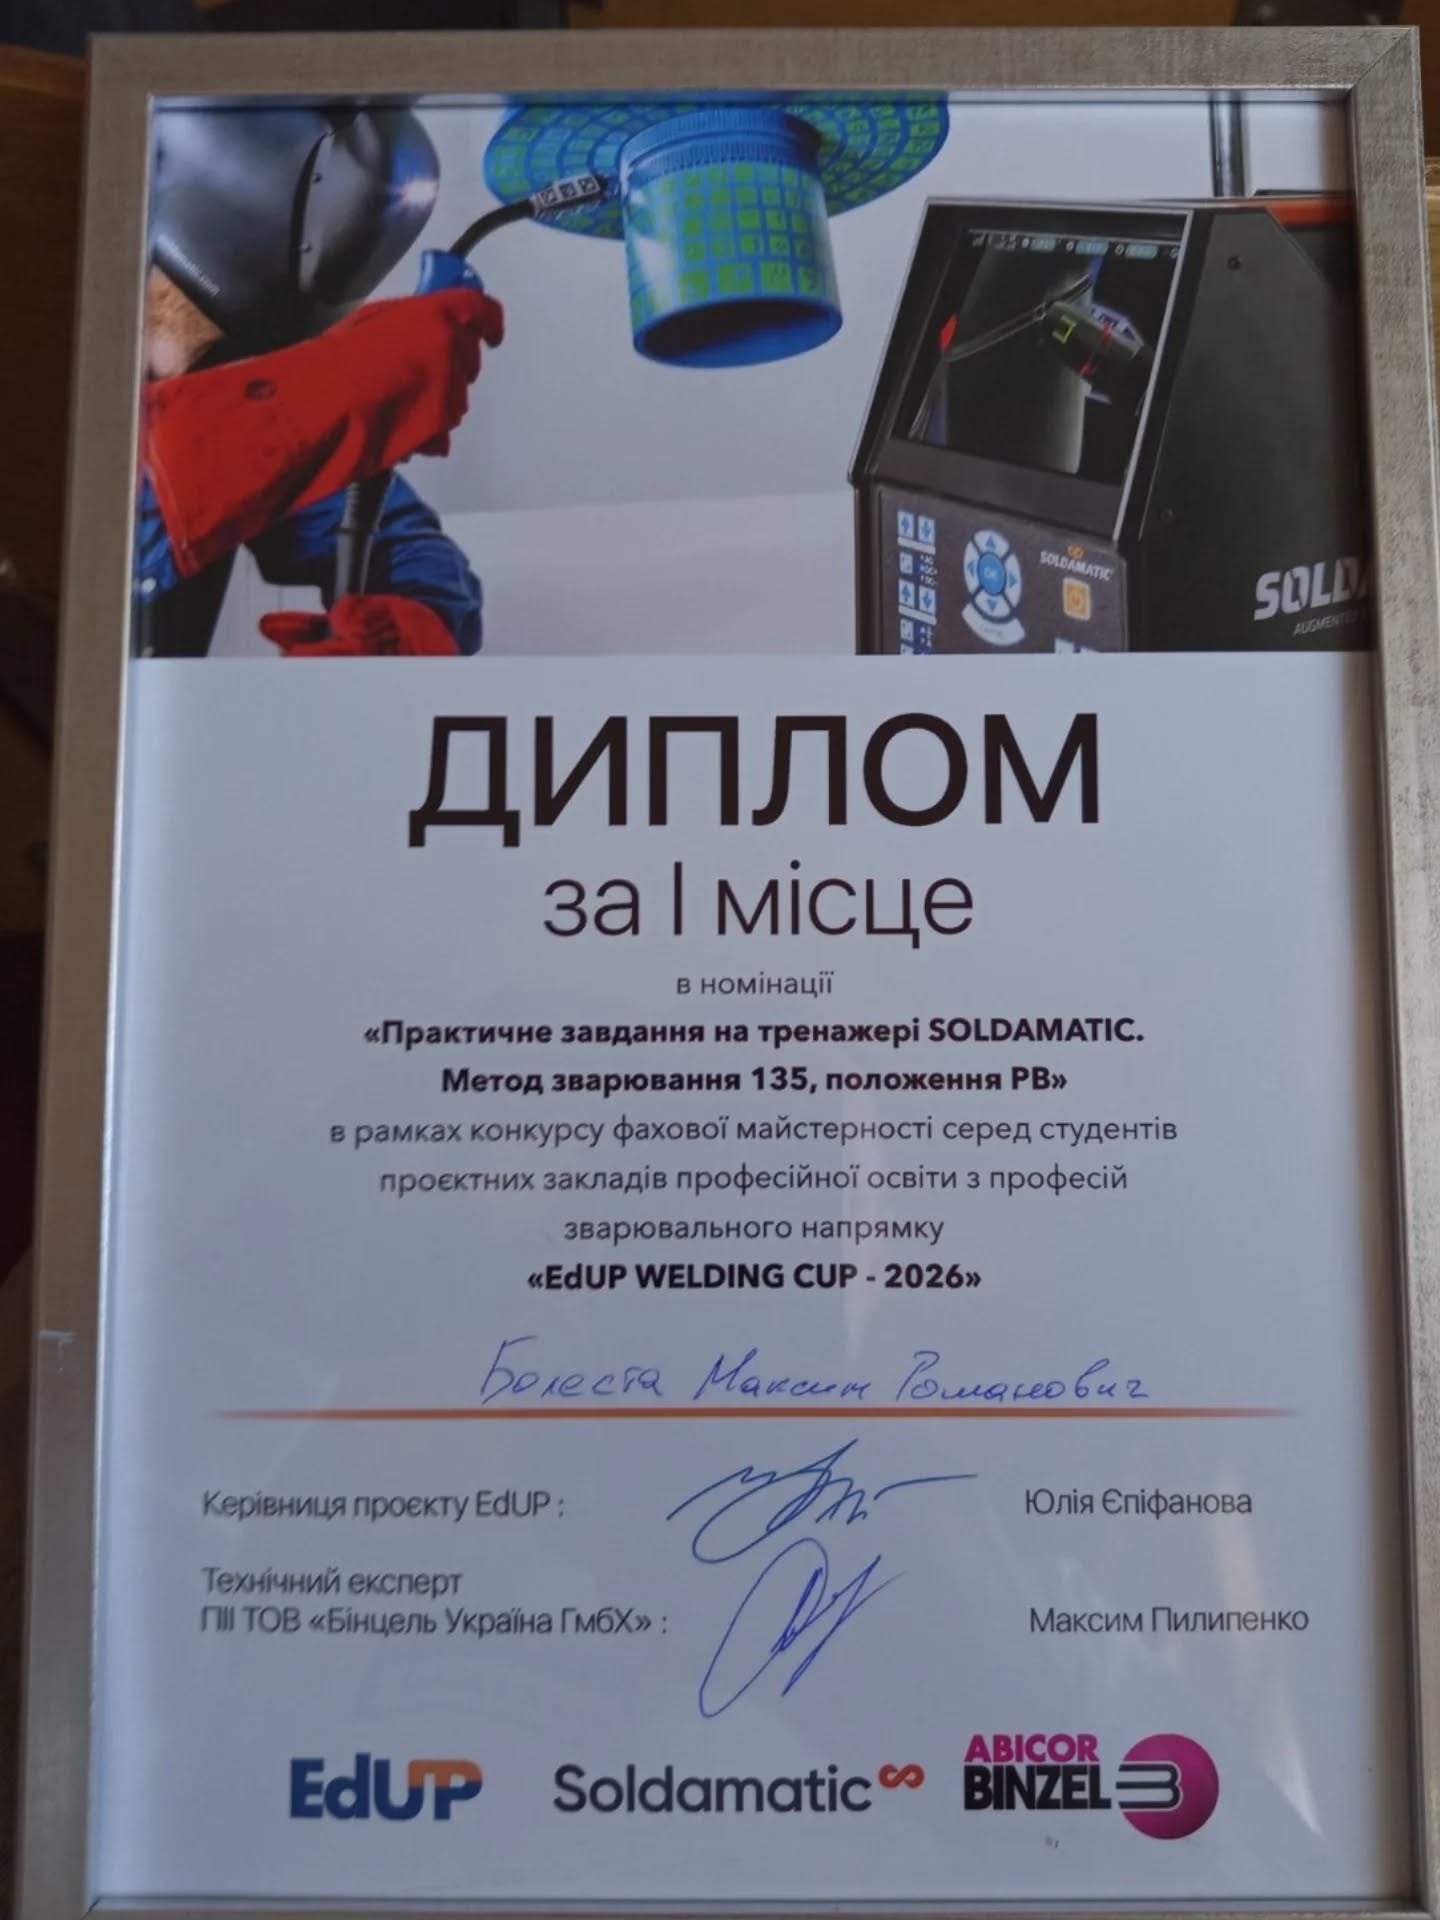 SOLDAMATIC
SOLDA
AUGMENTED
ДИПЛОМ
за І місце
в номінації
«Практичне завдання на тренажері SOLDAMATIC.
Метод зварювання 135, положення PB»
в рамках конкурсу фахової майстерності серед студентів
проєктних закладів професійної освіти з професій
зварювального напрямку
«EdUP WELDING CUP - 2026»
Болеста Максим Романович
Керівниця проєкту EdUP : Юлія Єпіфанова
Технічний експерт
ПІІ ТОВ «Бінцель Україна ГмбХ» : Максим Пилипенко
EdUP Soldamatic ABICOR
BINZEL